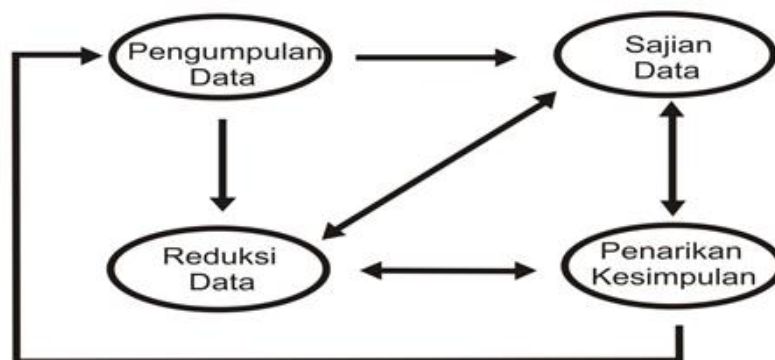 Pengumpulan
Data
Sajian
Data
Reduksi
Data
Penarikan
Kesimpulan